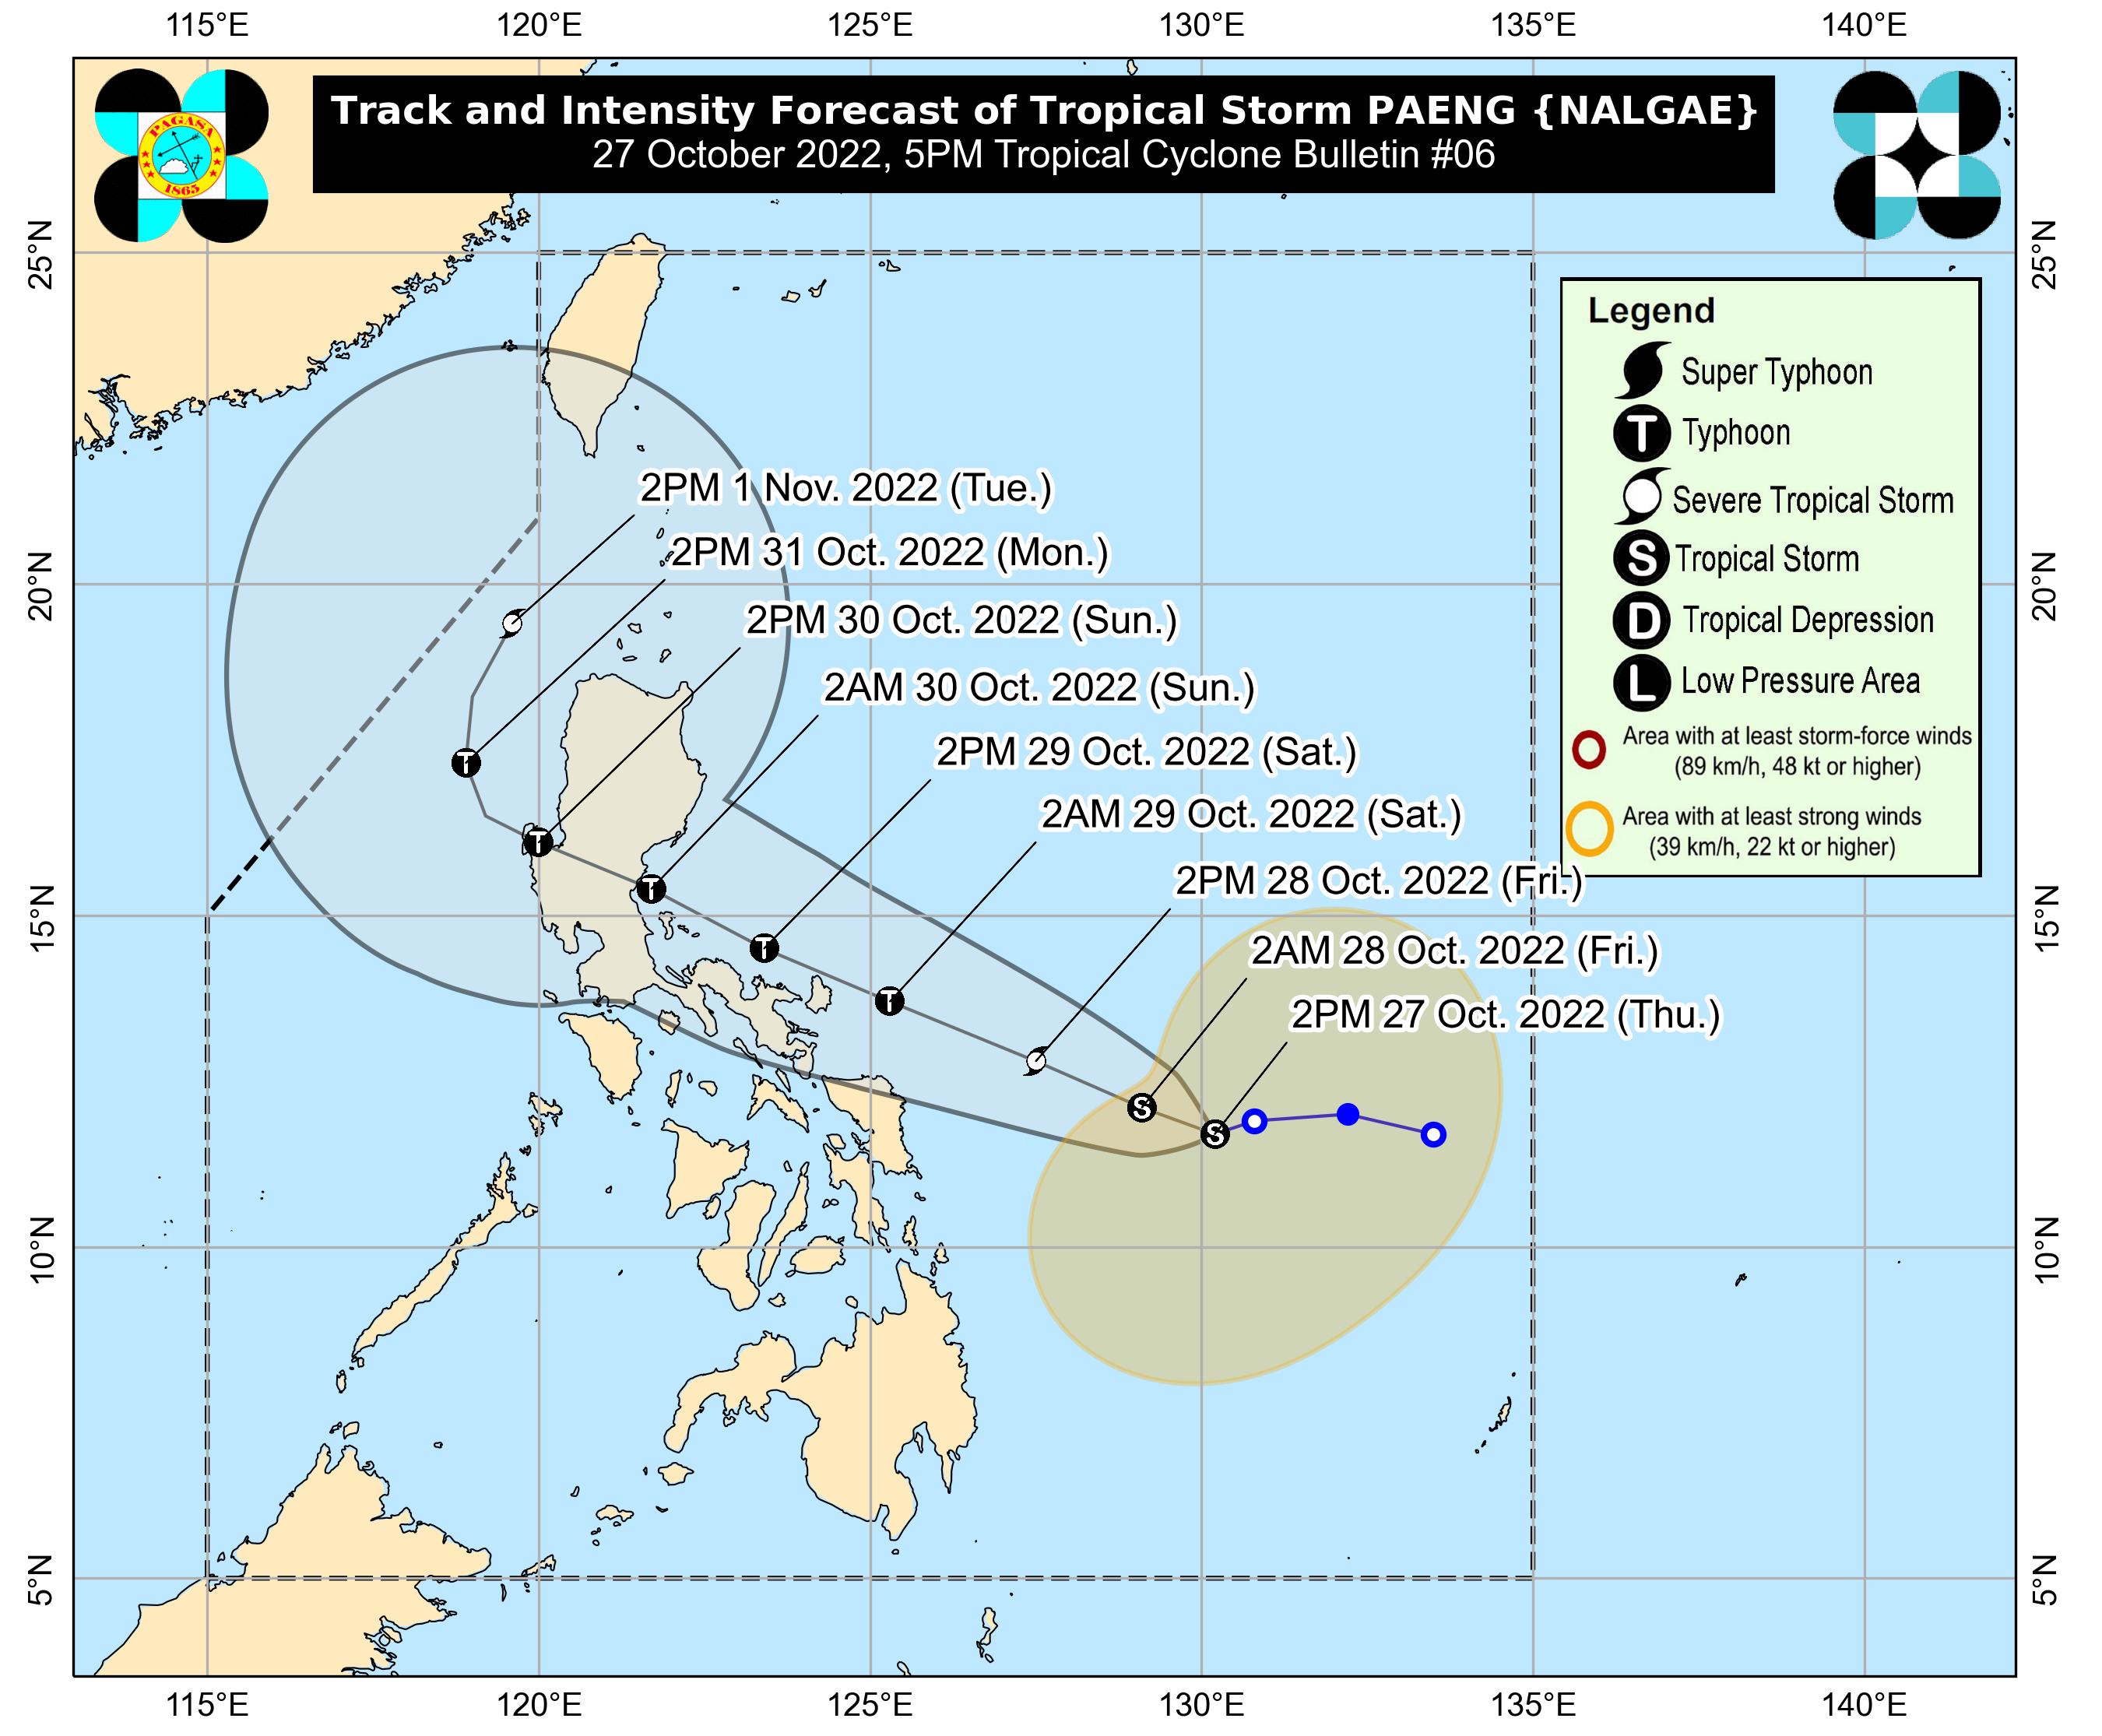 115°E 120°E 125°E 130°E 135°E 140°E
Track and Intensity Forecast of Tropical Storm PAENG {NALGAE}
27 October 2022, 5PM Tropical Cyclone Bulletin #06
PAGASA
1865
25°N 25°N
Legend
Super Typhoon
T Typhoon
Severe Tropical Storm
S Tropical Storm
D Tropical Depression
L Low Pressure Area
Area with at least storm-force winds
(89 km/h, 48 kt or higher)
Area with at least strong winds
(39 km/h, 22 kt or higher)
2PM 1 Nov. 2022 (Tue.)
2PM 31 Oct. 2022 (Mon.)
20°N 20°N
2PM 30 Oct. 2022 (Sun.)
2AM 30 Oct. 2022 (Sun.)
T
2PM 29 Oct. 2022 (Sat.)
2AM 29 Oct. 2022 (Sat.)
T
2PM 28 Oct. 2022 (Fri.)
T
15°N 15°N
T
2AM 28 Oct. 2022 (Fri.)
T
2PM 27 Oct. 2022 (Thu.)
S
S
10°N 10°N
5°N 5°N
115°E 120°E 125°E 130°E 135°E 140°E